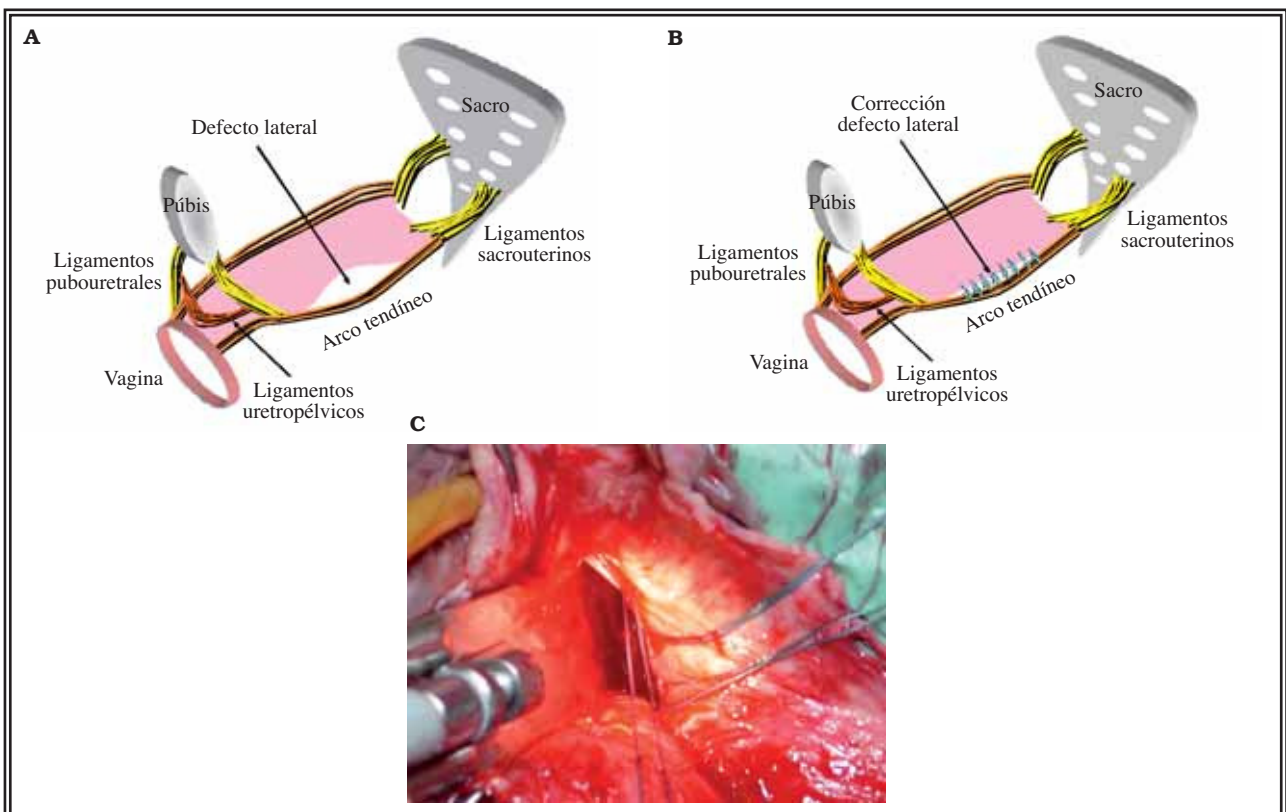 A
Sacro
Defecto lateral
Púbis
Ligamentos
pubouretrales
Ligamentos
sacrouterinos
Arco tendíneo
Vagina
Ligamentos
uretropélvicos
B
Sacro
Corrección
defecto lateral
Púbis
Ligamentos
pubouretrales
Ligamentos
sacrouterinos
Arco tendíneo
Vagina
Ligamentos
uretropélvicos
C